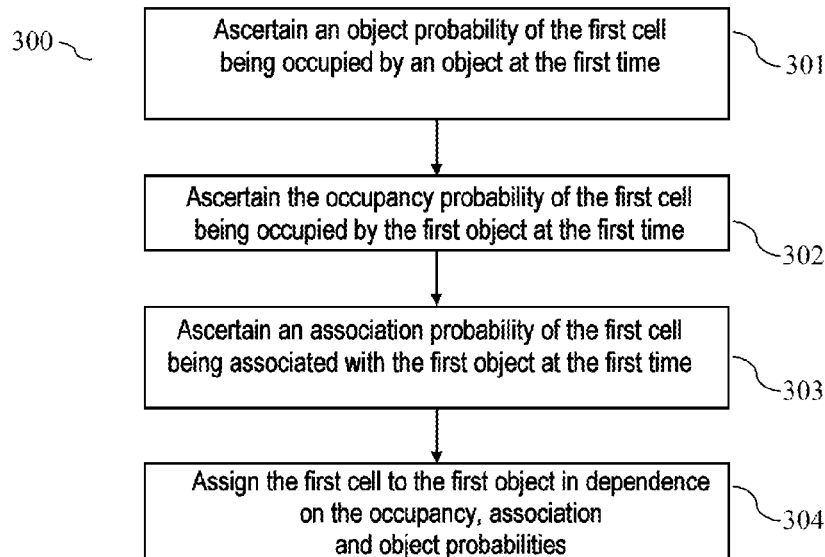 300
Ascertain an object probability of the first cell
being occupied by an object at the first time
301
Ascertain the occupancy probability of the first cell
being occupied by the first object at the first time
302
Ascertain an association probability of the first cell
being associated with the first object at the first time
303
Assign the first cell to the first object in dependence
on the occupancy, association
and object probabilities
304